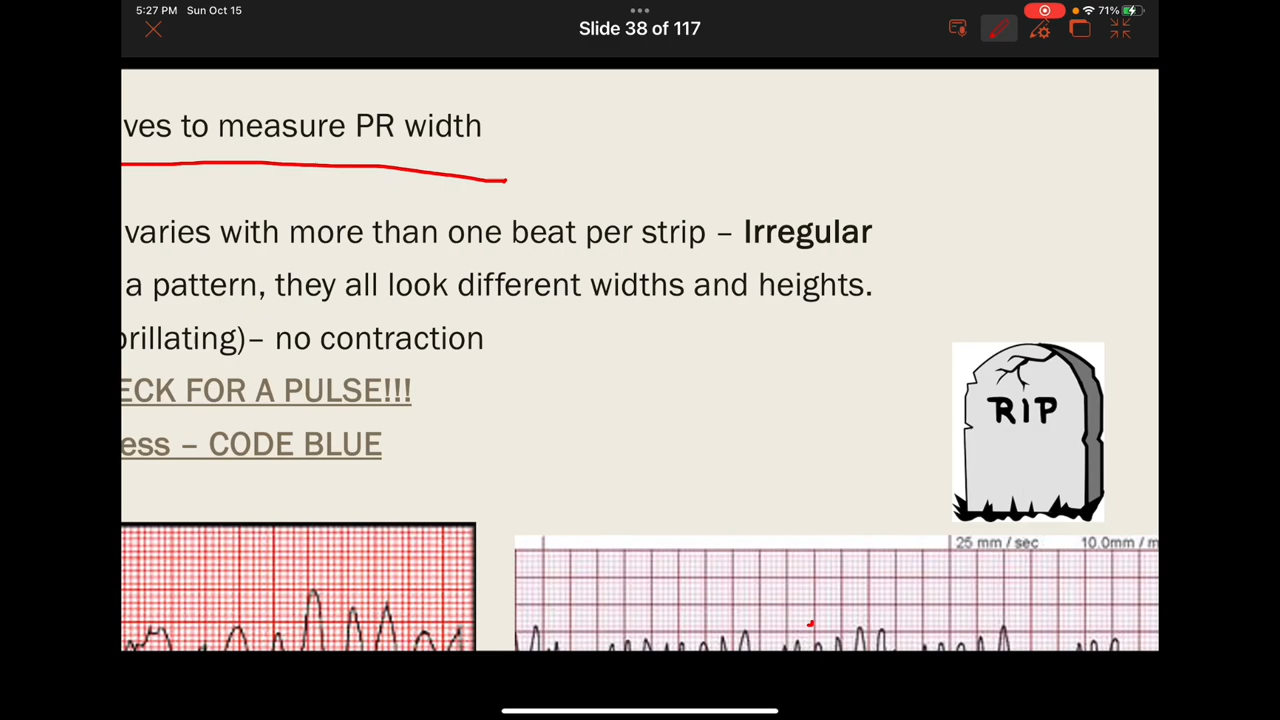 5:27 PM Sun Oct 15
71%
Slide 38 of 117
ves to measure PR width
varies with more than one beat per strip – Irregular
a pattern, they all look different widths and heights.
brillating)– no contraction
ECK FOR A PULSE!!!
ess – CODE BLUE
RIP
25 mm / sec 10.0mm / m